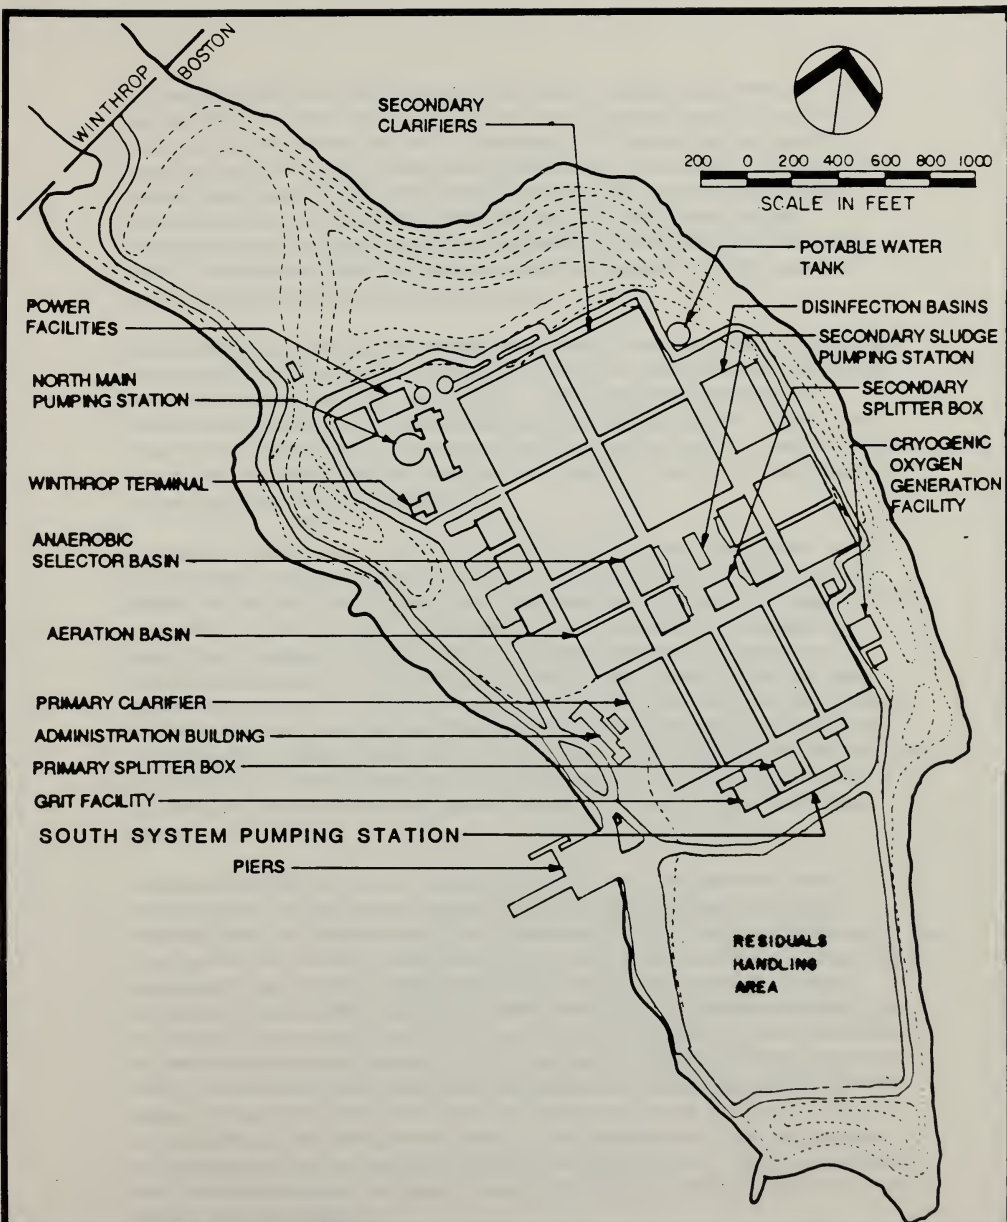 WINTHROP
BOSTON
SECONDARY
CLARIFIERS
200 0 200 400 600 800 1000
SCALE IN FEET
POTABLE WATER
TANK
DISINFECTION BASINS
SECONDARY SLUDGE
PUMPING STATION
SECONDARY
SPLITTER BOX
CRYOGENIC
OXYGEN
GENERATION
FACILITY
POWER
FACILITIES
NORTH MAIN
PUMPING STATION
WINTHROP TERMINAL
ANAEROBIC
SELECTOR BASIN
AERATION BASIN
PRIMARY CLARIFIER
ADMINISTRATION BUILDING
PRIMARY SPLITTER BOX
GRIT FACILITY
SOUTH SYSTEM PUMPING STATION
PIERS
RESIDUALS
HANDLING
AREA